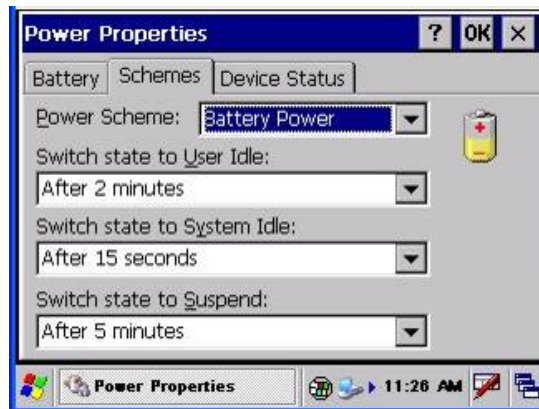 Power Properties ? OK ×
Battery Schemes Device Status
Power Scheme: Battery Power
Switch state to User Idle:
After 2 minutes
Switch state to System Idle:
After 15 seconds
Switch state to Suspend:
After 5 minutes
Power Properties 11:26 AM